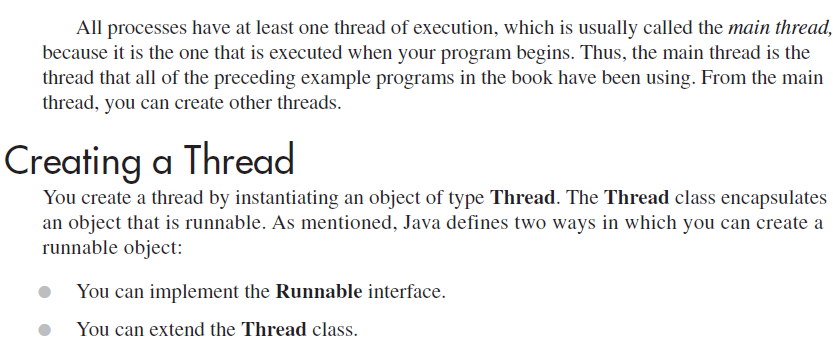 All processes have at least one thread of execution, which is usually called the main thread,
because it is the one that is executed when your program begins. Thus, the main thread is the
thread that all of the preceding example programs in the book have been using. From the main
thread, you can create other threads.
Creating a Thread
You create a thread by instantiating an object of type Thread. The Thread class encapsulates
an object that is runnable. As mentioned, Java defines two ways in which you can create a
runnable object:
You can implement the Runnable interface.
You can extend the Thread class.